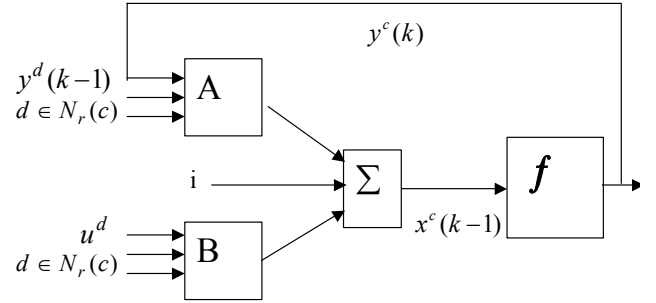 y^c(k)
y^d(k−1)
d ∈ N_r(c)
A
i
Σ
f
x^c(k−1)
u^d
d ∈ N_r(c)
B